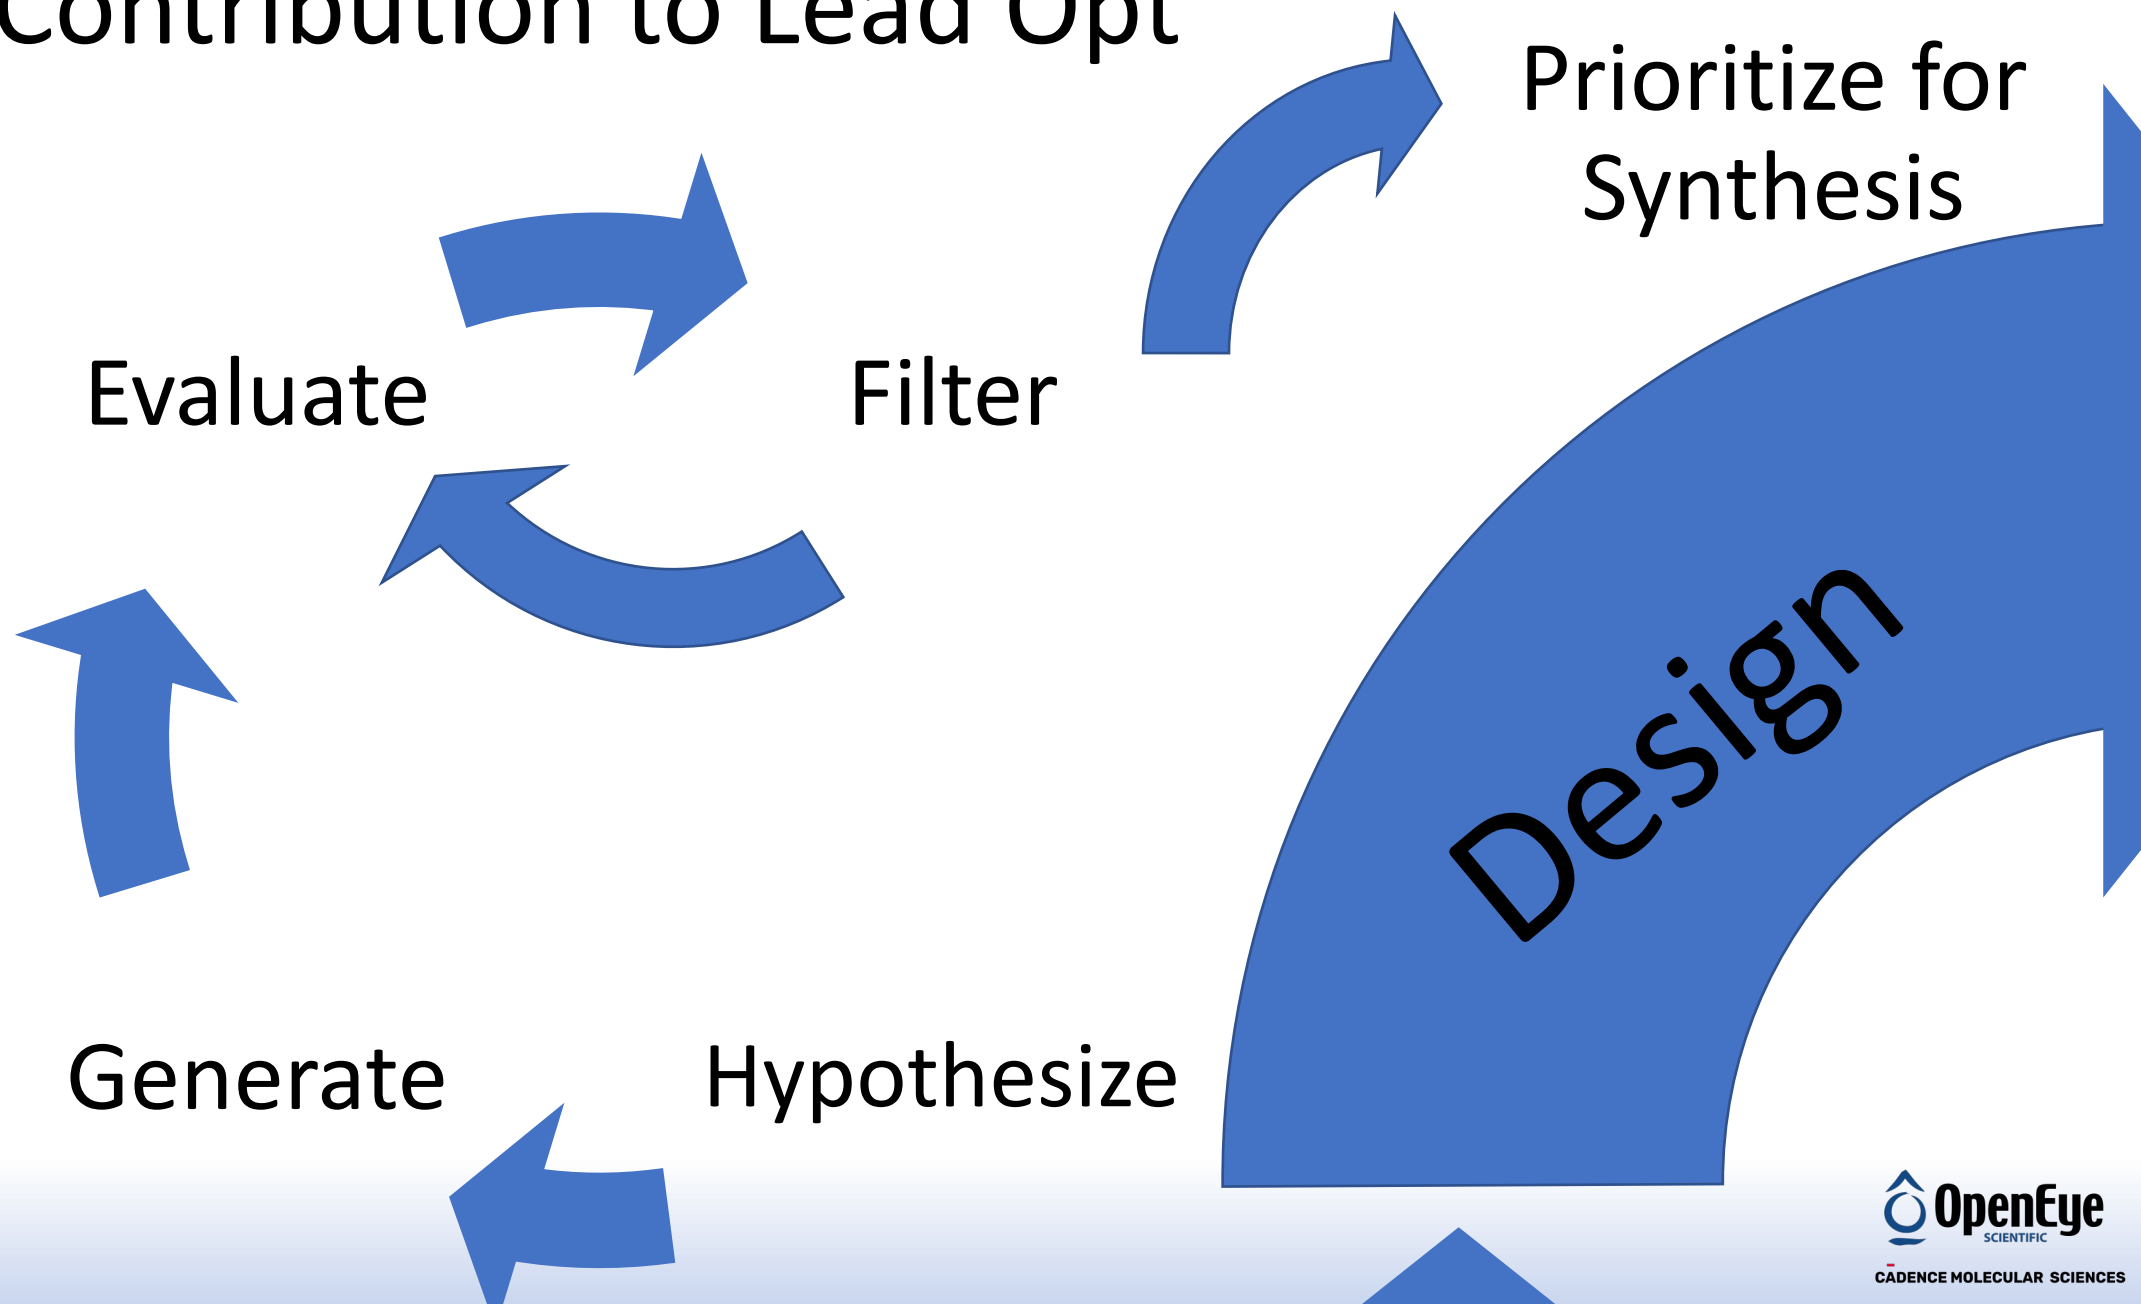 Contribution to Lead Opt
Prioritize for
Synthesis
Evaluate
Filter
Design
Generate
Hypothesize
OpenEye
SCIENTIFIC
CADENCE MOLECULAR SCIENCES